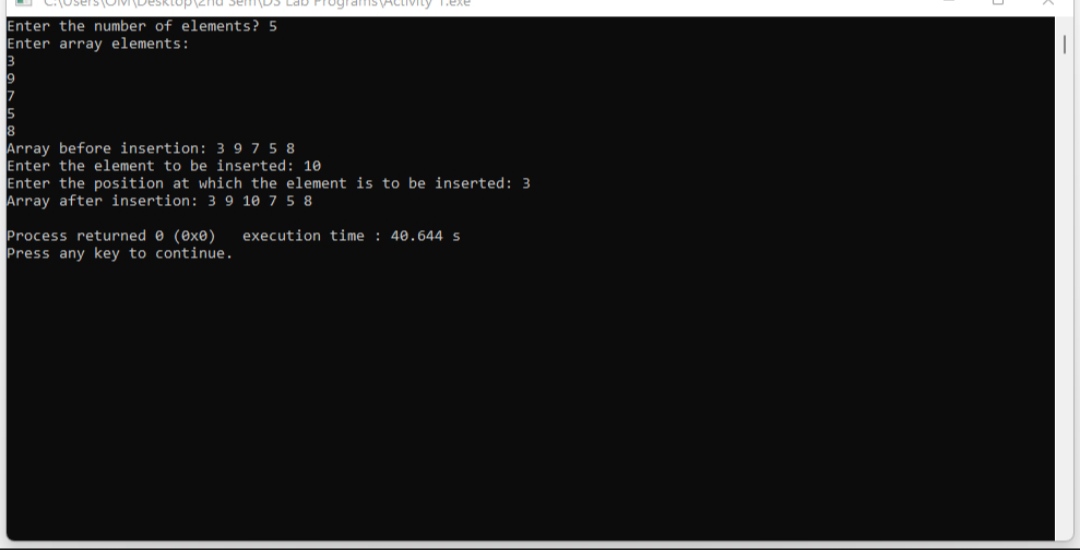 C:\Users\OM\Desktop\2nd Sem\DS Lab Programs\Activity 1.exe
Enter the number of elements? 5
Enter array elements:
3
9
7
5
8
Array before insertion: 3 9 7 5 8
Enter the element to be inserted: 10
Enter the position at which the element is to be inserted: 3
Array after insertion: 3 9 10 7 5 8
Process returned 0 (0x0)   execution time : 40.644 s
Press any key to continue.